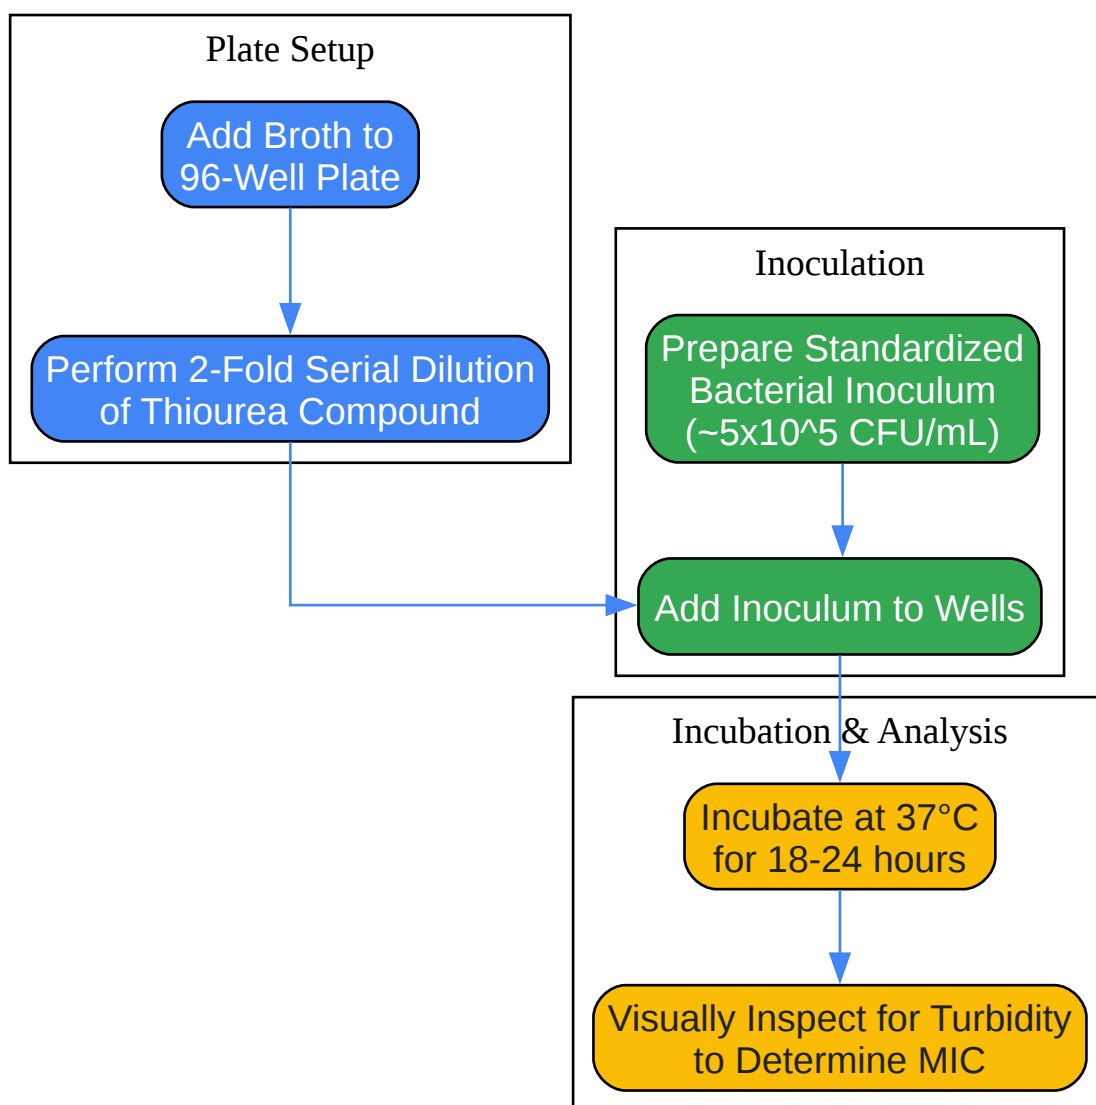 Plate Setup
Add Broth to
96-Well Plate
Perform 2-Fold Serial Dilution
of Thiourea Compound
Inoculation
Prepare Standardized
Bacterial Inoculum
(~5x10^5 CFU/mL)
Add Inoculum to Wells
Incubation & Analysis
Incubate at 37°C
for 18-24 hours
Visually Inspect for Turbidity
to Determine MIC